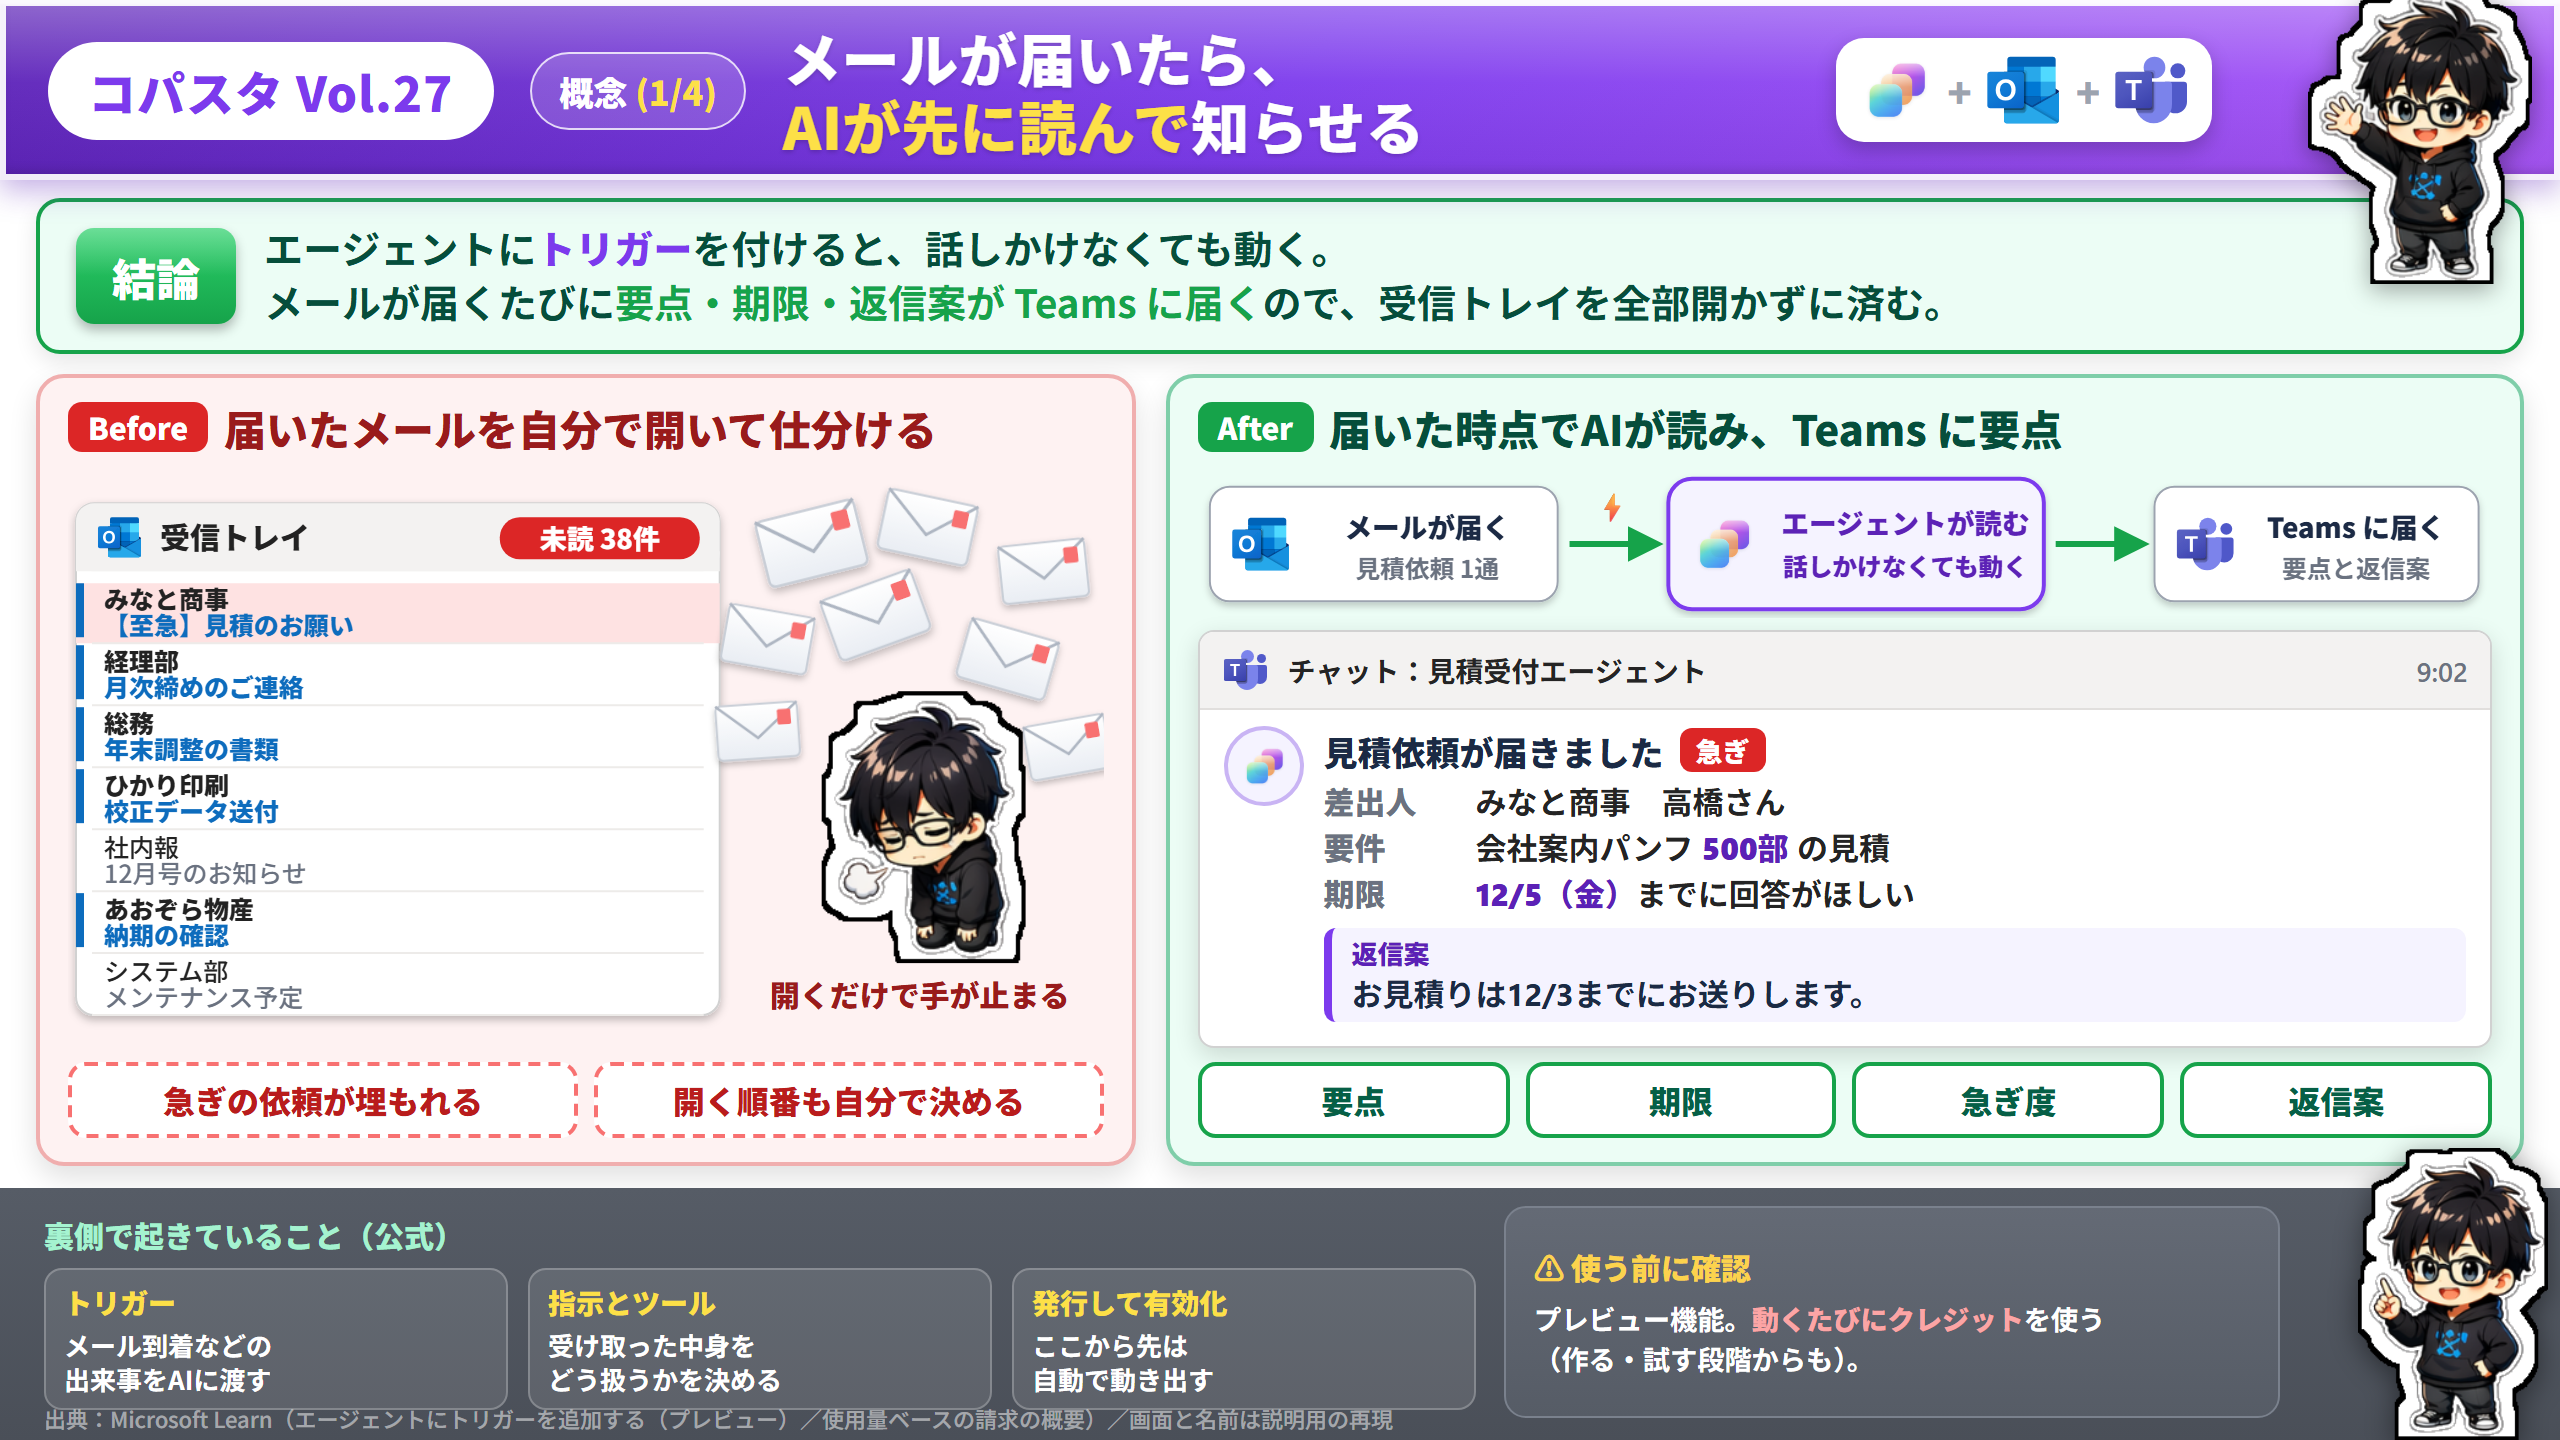 コパスタ Vol.27
概念 (1/4)
メールが届いたら、
AIが先に読んで知らせる
結論
エージェントにトリガーを付けると、話しかけなくても動く。
メールが届くたびに要点・期限・返信案が Teams に届くので、受信トレイを全部開かずに済む。
Before 届いたメールを自分で開いて仕分ける
受信トレイ 未読 38件
みなと商事
【至急】見積のお願い
経理部
月次締めのご連絡
総務
年末調整の書類
ひかり印刷
校正データ送付
社内報
12月号のお知らせ
あおぞら物産
納期の確認
システム部
メンテナンス予定
開くだけで手が止まる
急ぎの依頼が埋もれる
開く順番も自分で決める
After 届いた時点でAIが読み、Teams に要点
メールが届く
見積依頼 1通
エージェントが読む
話しかけなくても動く
Teams に届く
要点と返信案
チャット：見積受付エージェント 9:02
見積依頼が届きました 急ぎ
差出人 みなと商事 高橋さん
要件 会社案内パンフ 500部 の見積
期限 12/5（金）までに回答がほしい
返信案
お見積りは12/3までにお送りします。
要点
期限
急ぎ度
返信案
裏側で起きていること（公式）
トリガー
メール到着などの
出来事をAIに渡す
指示とツール
受け取った中身を
どう扱うかを決める
発行して有効化
ここから先は
自動で動き出す
⚠ 使う前に確認
プレビュー機能。動くたびにクレジットを使う
（作る・試す段階からも）。
出典：Microsoft Learn（エージェントにトリガーを追加する（プレビュー）／使用量ベースの請求の概要）／画面と名前は説明用の再現